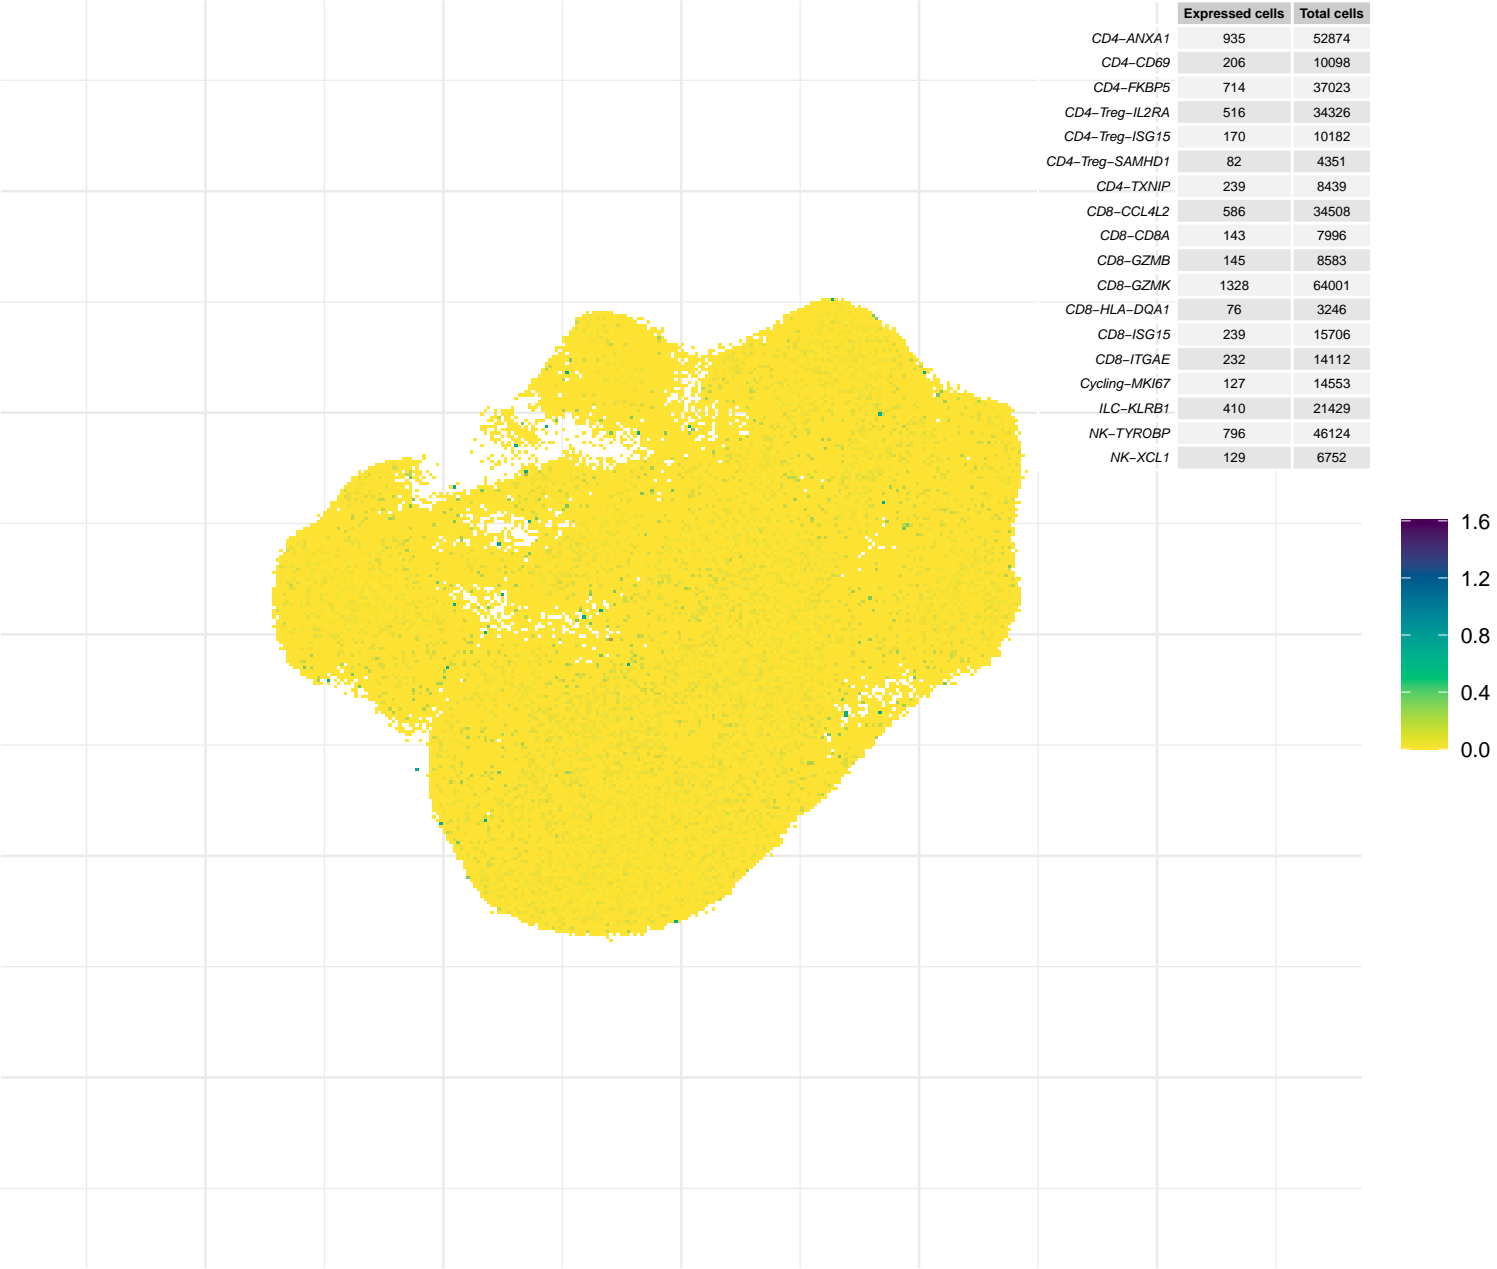 Expressed cells Total cells
CD4−ANXA1 935 52874
CD4−CD69 206 10098
CD4−FKBP5 714 37023
CD4−Treg−IL2RA 516 34326
CD4−Treg−ISG15 170 10182
CD4−Treg−SAMHD1 82 4351
CD4−TXNIP 239 8439
CD8−CCL4L2 586 34508
CD8−CD8A 143 7996
CD8−GZMB 145 8583
CD8−GZMK 1328 64001
CD8−HLA−DQA1 76 3246
CD8−ISG15 239 15706
CD8−ITGAE 232 14112
Cycling−MKI67 127 14553
ILC−KLRB1 410 21429
NK−TYROBP 796 46124
NK−XCL1 129 6752
1.6
1.2
0.8
0.4
0.0